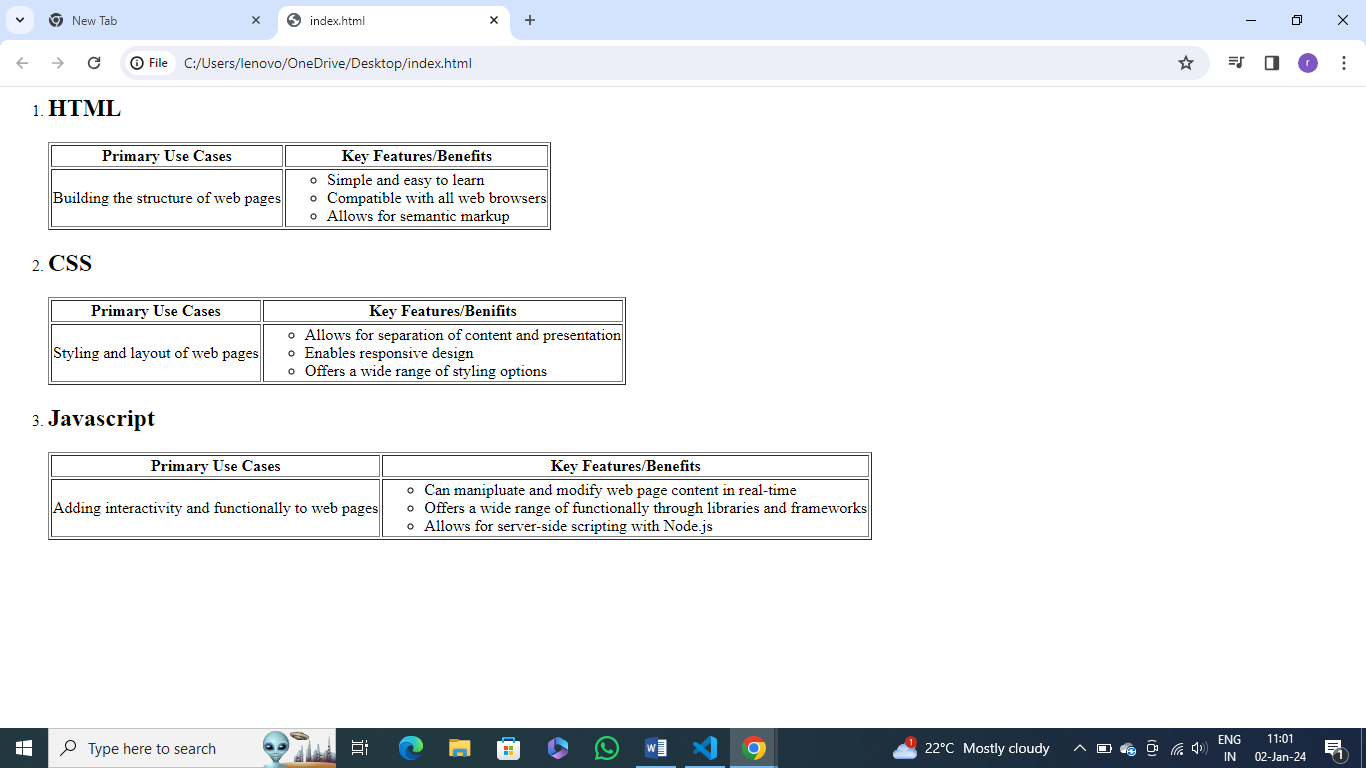 New Tab
index.html
File
C:/Users/lenovo/OneDrive/Desktop/index.html
r
1. HTML
Primary Use Cases Key Features/Benefits
Building the structure of web pages
Simple and easy to learn
Compatible with all web browsers
Allows for semantic markup
2. CSS
Primary Use Cases Key Features/Benifits
Styling and layout of web pages
Allows for separation of content and presentation
Enables responsive design
Offers a wide range of styling options
3. Javascript
Primary Use Cases Key Features/Benefits
Adding interactivity and functionally to web pages
Can manipluate and modify web page content in real-time
Offers a wide range of functionally through libraries and frameworks
Allows for server-side scripting with Node.js
Type here to search
1
22°C Mostly cloudy
ENG
IN
11:01
02-Jan-24
1